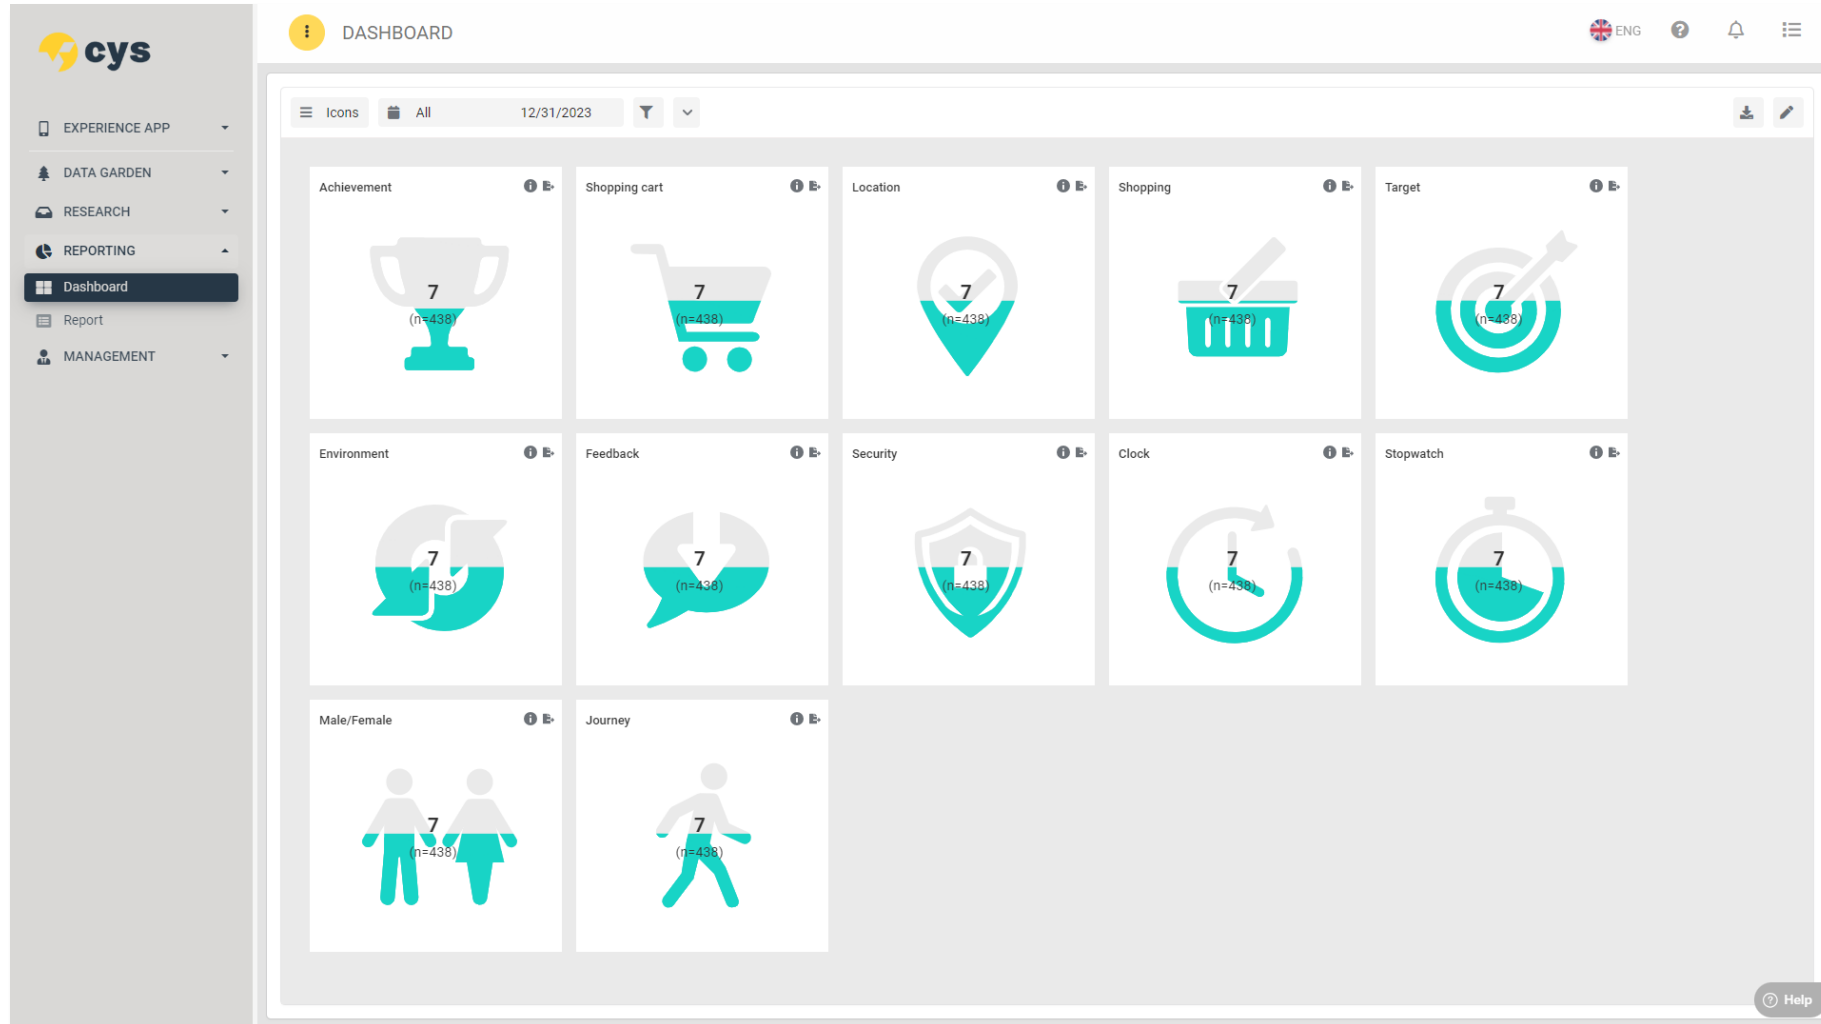 cys
DASHBOARD
ENG
EXPERIENCE APP
DATA GARDEN
RESEARCH
REPORTING
Dashboard
Report
MANAGEMENT
Icons
All
12/31/2023
Achievement
7
(n=438)
Shopping cart
7
(n=438)
Location
7
(n=438)
Shopping
7
(n=438)
Target
7
(n=438)
Environment
7
(n=438)
Feedback
7
(n=438)
Security
7
(n=438)
Clock
7
(n=438)
Stopwatch
7
(n=438)
Male/Female
7
(n=438)
Journey
7
(n=438)
Help